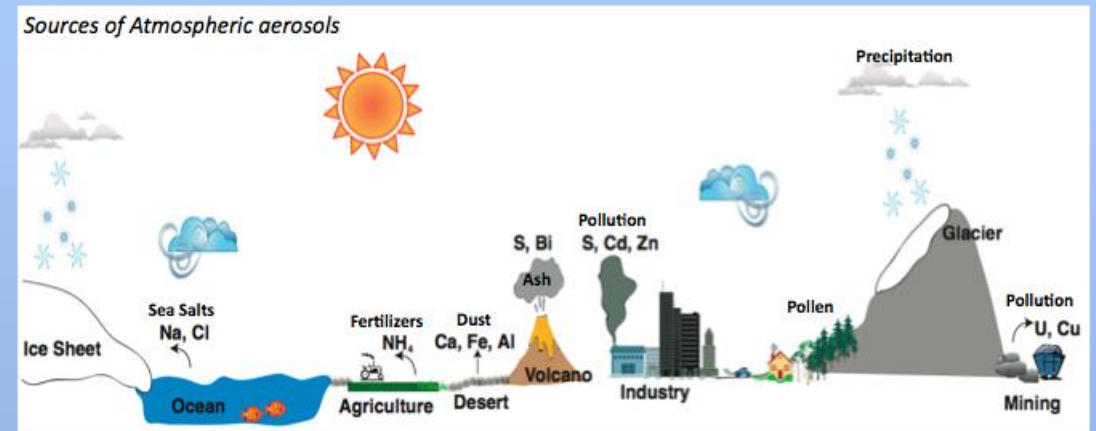 Sources of Atmospheric aerosols
Precipitation
Pollution
S, Bi
S, Cd, Zn
Glacier
Ash
Sea Salts
Na, Cl
Fertilizers
NH₄
Dust
Ca, Fe, Al
Pollen
Pollution
U, Cu
Ice Sheet
Volcano
Industry
Ocean
Agriculture
Desert
Mining